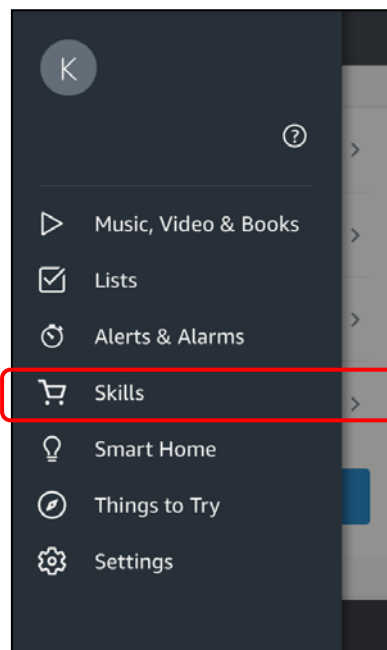 K
?
Music, Video & Books
Lists
Alerts & Alarms
Skills
Smart Home
Things to Try
Settings